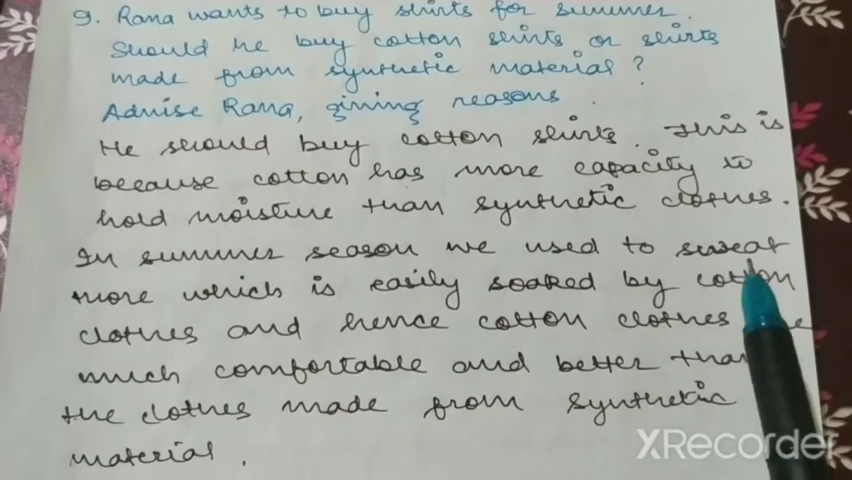 9. Rana wants to buy shirts for summer.
Should he buy cotton shirts or shirts
made from synthetic material?
Advise Rana, giving reasons.
He should buy cotton shirts. This is
because cotton has more capacity to
hold moisture than synthetic clothes.
In summer season we used to sweat
more which is easily soaked by cotton
clothes and hence cotton clothes
much comfortable and better than
the clothes made from synthetic
material.
XRecorder